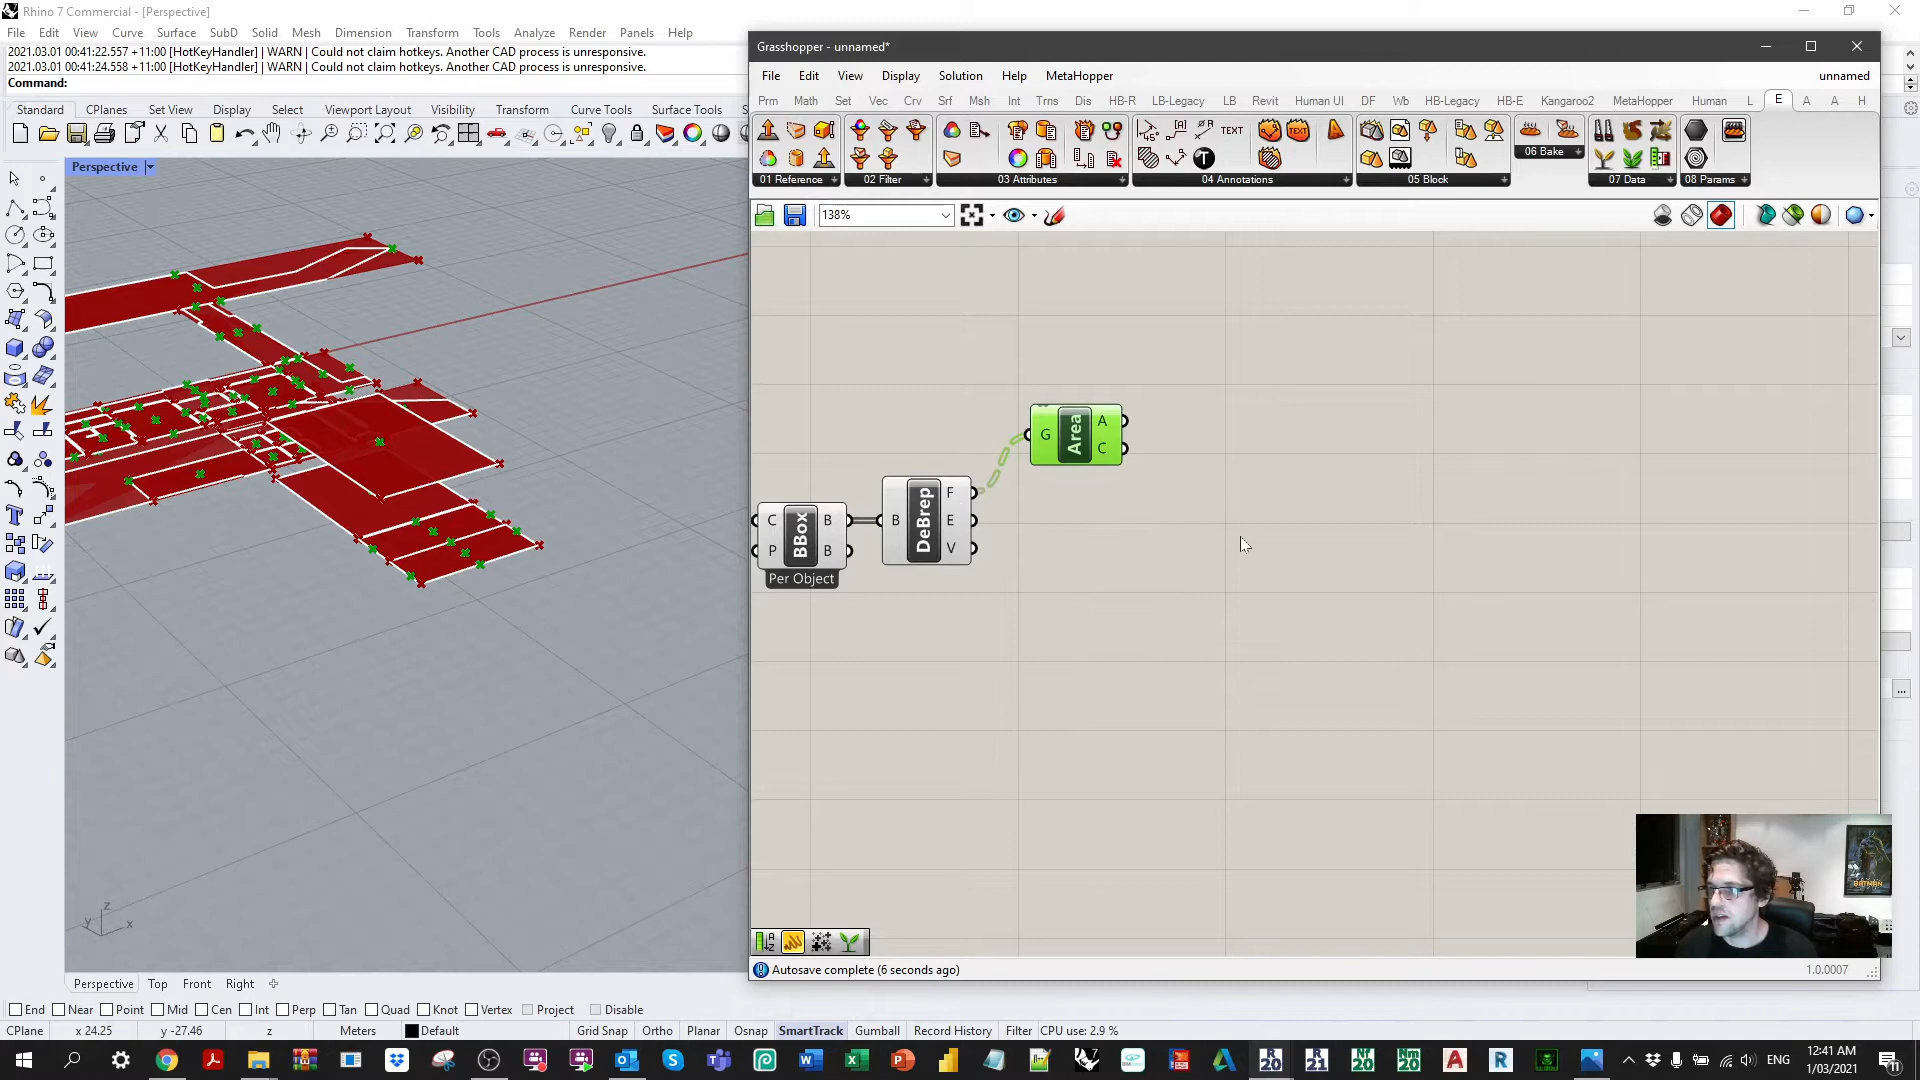 Rhino 7 Commercial - [Perspective]
File Edit View Curve Surface SubD Solid Mesh Dimension Transform Tools Analyze Render Panels Help
2021.03.01 00:41:22.557 +11:00 [HotKeyHandler] | WARN | Could not claim hotkeys. Another CAD process is unresponsive.
2021.03.01 00:41:24.558 +11:00 [HotKeyHandler] | WARN | Could not claim hotkeys. Another CAD process is unresponsive.
Command:
Standard CPlanes Set View Display Select Viewport Layout Visibility Transform Curve Tools Surface Tools S
Perspective
Grasshopper - unnamed*
File Edit View Display Solution Help MetaHopper unnamed
Prm Math Set Vec Crv Srf Msh Int Trns Dis HB-R LB-Legacy LB Revit Human UI DF Wb HB-Legacy HB-E Kangaroo2 MetaHopper Human L E A A H
TEXT TEXT
01 Reference 02 Filter 03 Attributes 04 Annotations 05 Block 06 Bake 07 Data 08 Params
138%
G Area A C
C P BBox B B
Per Object
B DeBrep F E V
BATMAN
z y x
Autosave complete (6 seconds ago) 1.0.0007
Perspective Top Front Right
End Near Point Mid Cen Int Perp Tan Quad Knot Vertex Project Disable
CPlane x 24.25 y -27.46 z Meters Default Grid Snap Ortho Planar Osnap SmartTrack Gumball Record History Filter CPU use: 2.9 %
ENG 12:41 AM
1/03/2021